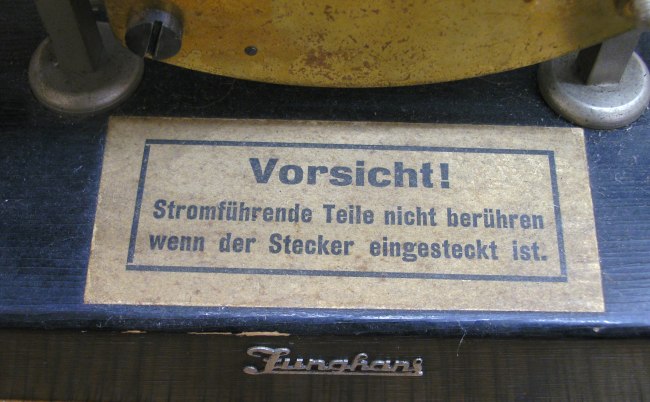 Vorsicht!
Stromführende Teile nicht berühren
wenn der Stecker eingesteckt ist.
Junghans